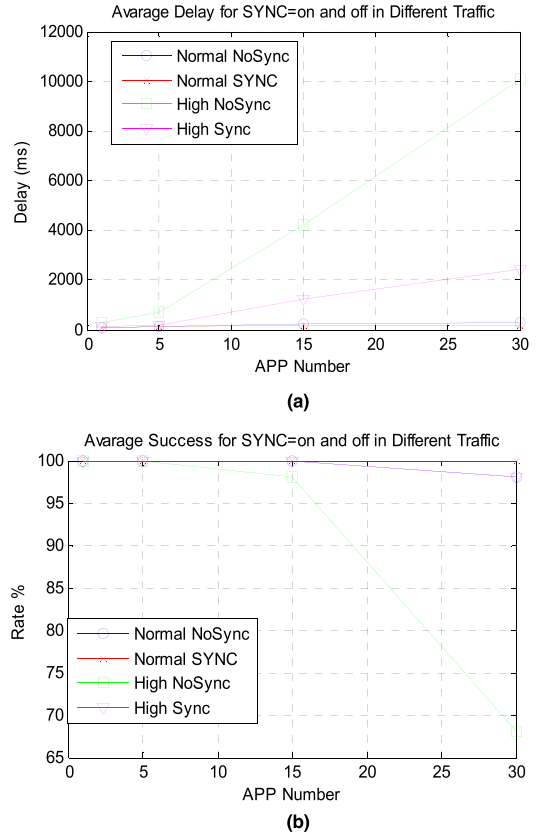 Avarage Delay for SYNC=on and off in Different Traffic
12000
10000
8000
6000
4000
2000
0
Delay (ms)
Normal NoSync
Normal SYNC
High NoSync
High Sync
0 5 10 15 20 25 30
APP Number
(a)
Avarage Success for SYNC=on and off in Different Traffic
100
95
90
85
80
75
70
65
Rate %
Normal NoSync
Normal SYNC
High NoSync
High Sync
0 5 10 15 20 25 30
APP Number
(b)